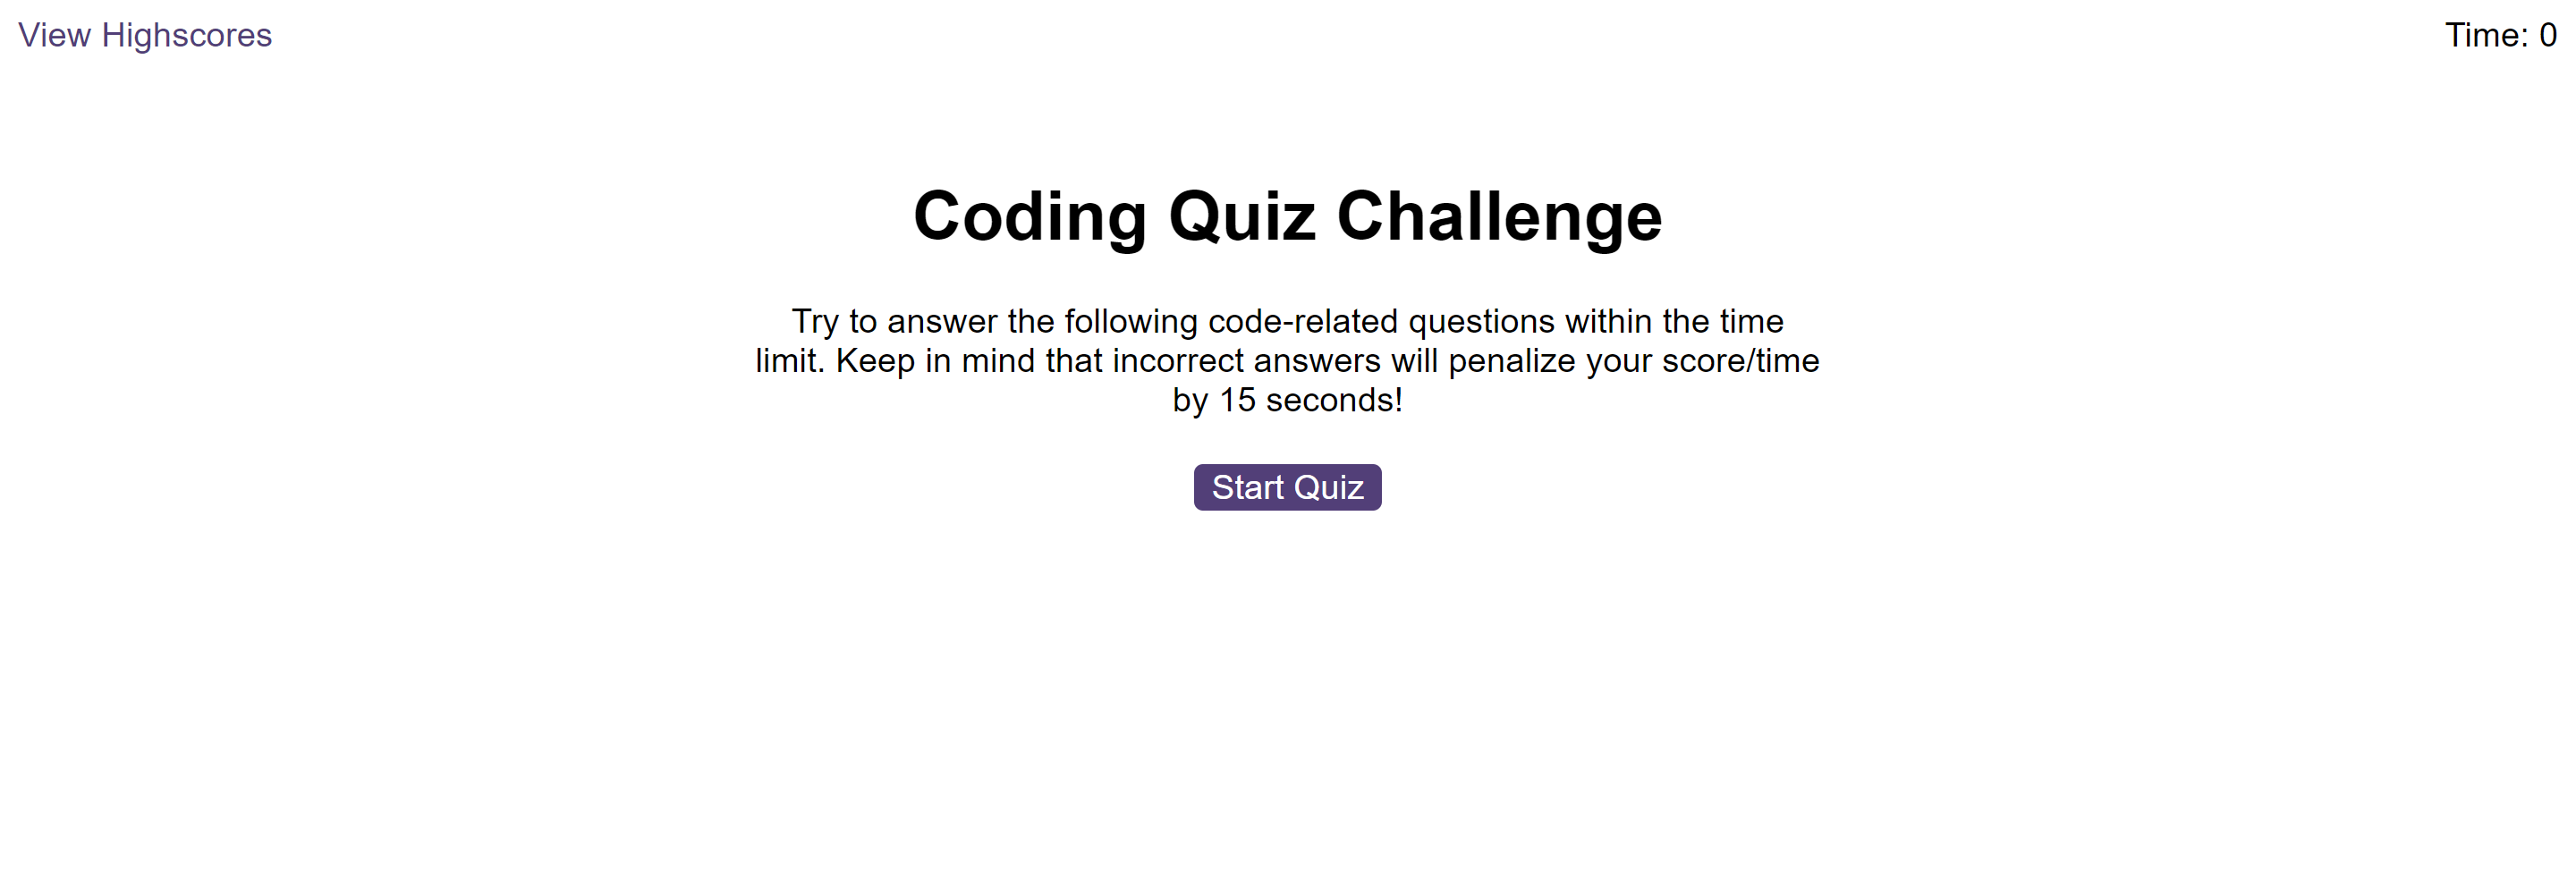 View Highscores
Time: 0
Coding Quiz Challenge
Try to answer the following code-related questions within the time
limit. Keep in mind that incorrect answers will penalize your score/time
by 15 seconds!
Start Quiz